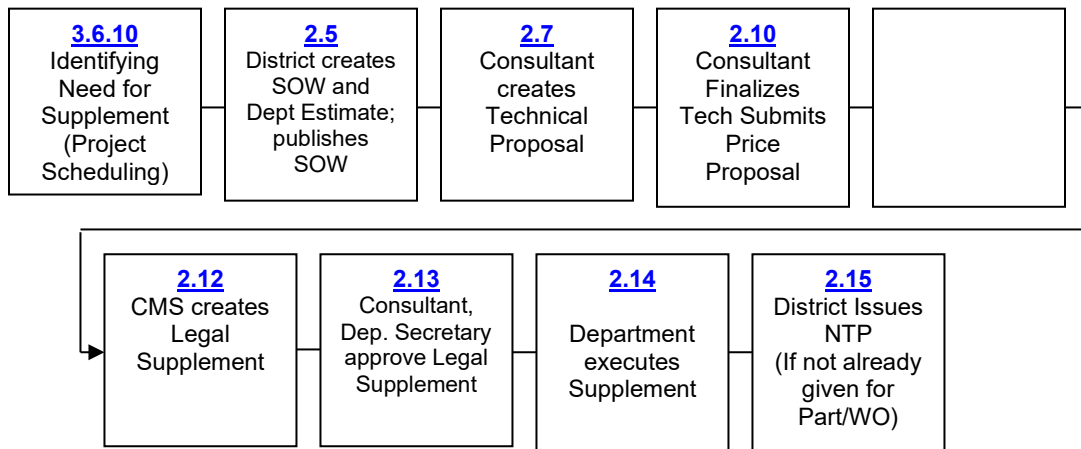 3.6.10
Identifying
Need for
Supplement
(Project
Scheduling)
2.5
District creates
SOW and
Dept Estimate;
publishes
SOW
2.7
Consultant
creates
Technical
Proposal
2.10
Consultant
Finalizes
Tech Submits
Price
Proposal
2.12
CMS creates
Legal
Supplement
2.13
Consultant,
Dep. Secretary
approve Legal
Supplement
2.14
Department
executes
Supplement
2.15
District Issues
NTP
(If not already
given for
Part/WO)